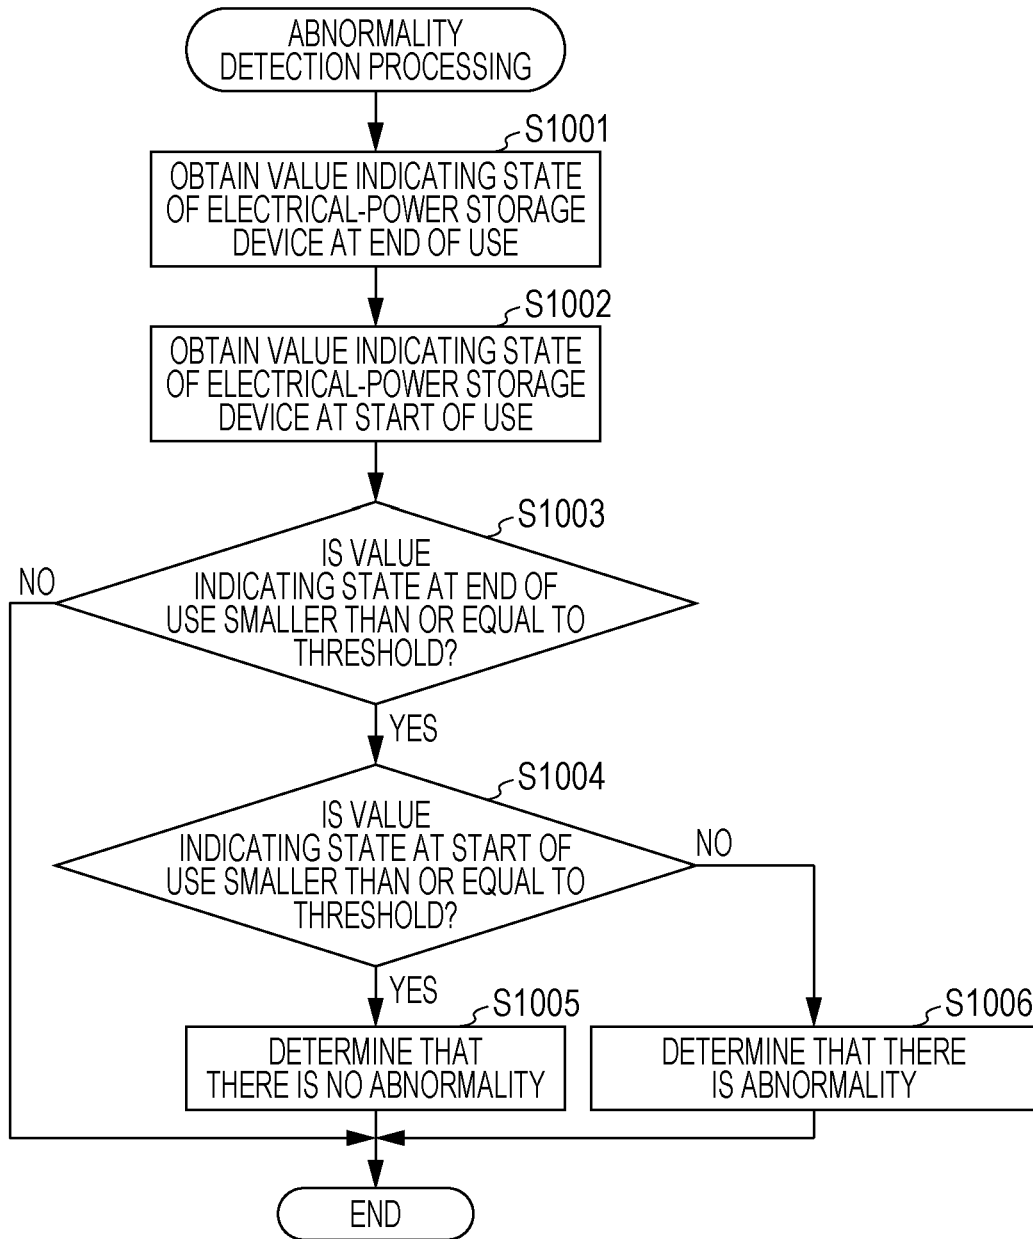 ABNORMALITY
DETECTION PROCESSING
S1001
OBTAIN VALUE INDICATING STATE
OF ELECTRICAL-POWER STORAGE
DEVICE AT END OF USE
S1002
OBTAIN VALUE INDICATING STATE
OF ELECTRICAL-POWER STORAGE
DEVICE AT START OF USE
S1003
IS VALUE
INDICATING STATE AT END OF
USE SMALLER THAN OR EQUAL TO
THRESHOLD?
NO
YES
S1004
IS VALUE
INDICATING STATE AT START OF
USE SMALLER THAN OR EQUAL TO
THRESHOLD?
NO
YES
S1005
DETERMINE THAT
THERE IS NO ABNORMALITY
S1006
DETERMINE THAT THERE
IS ABNORMALITY
END